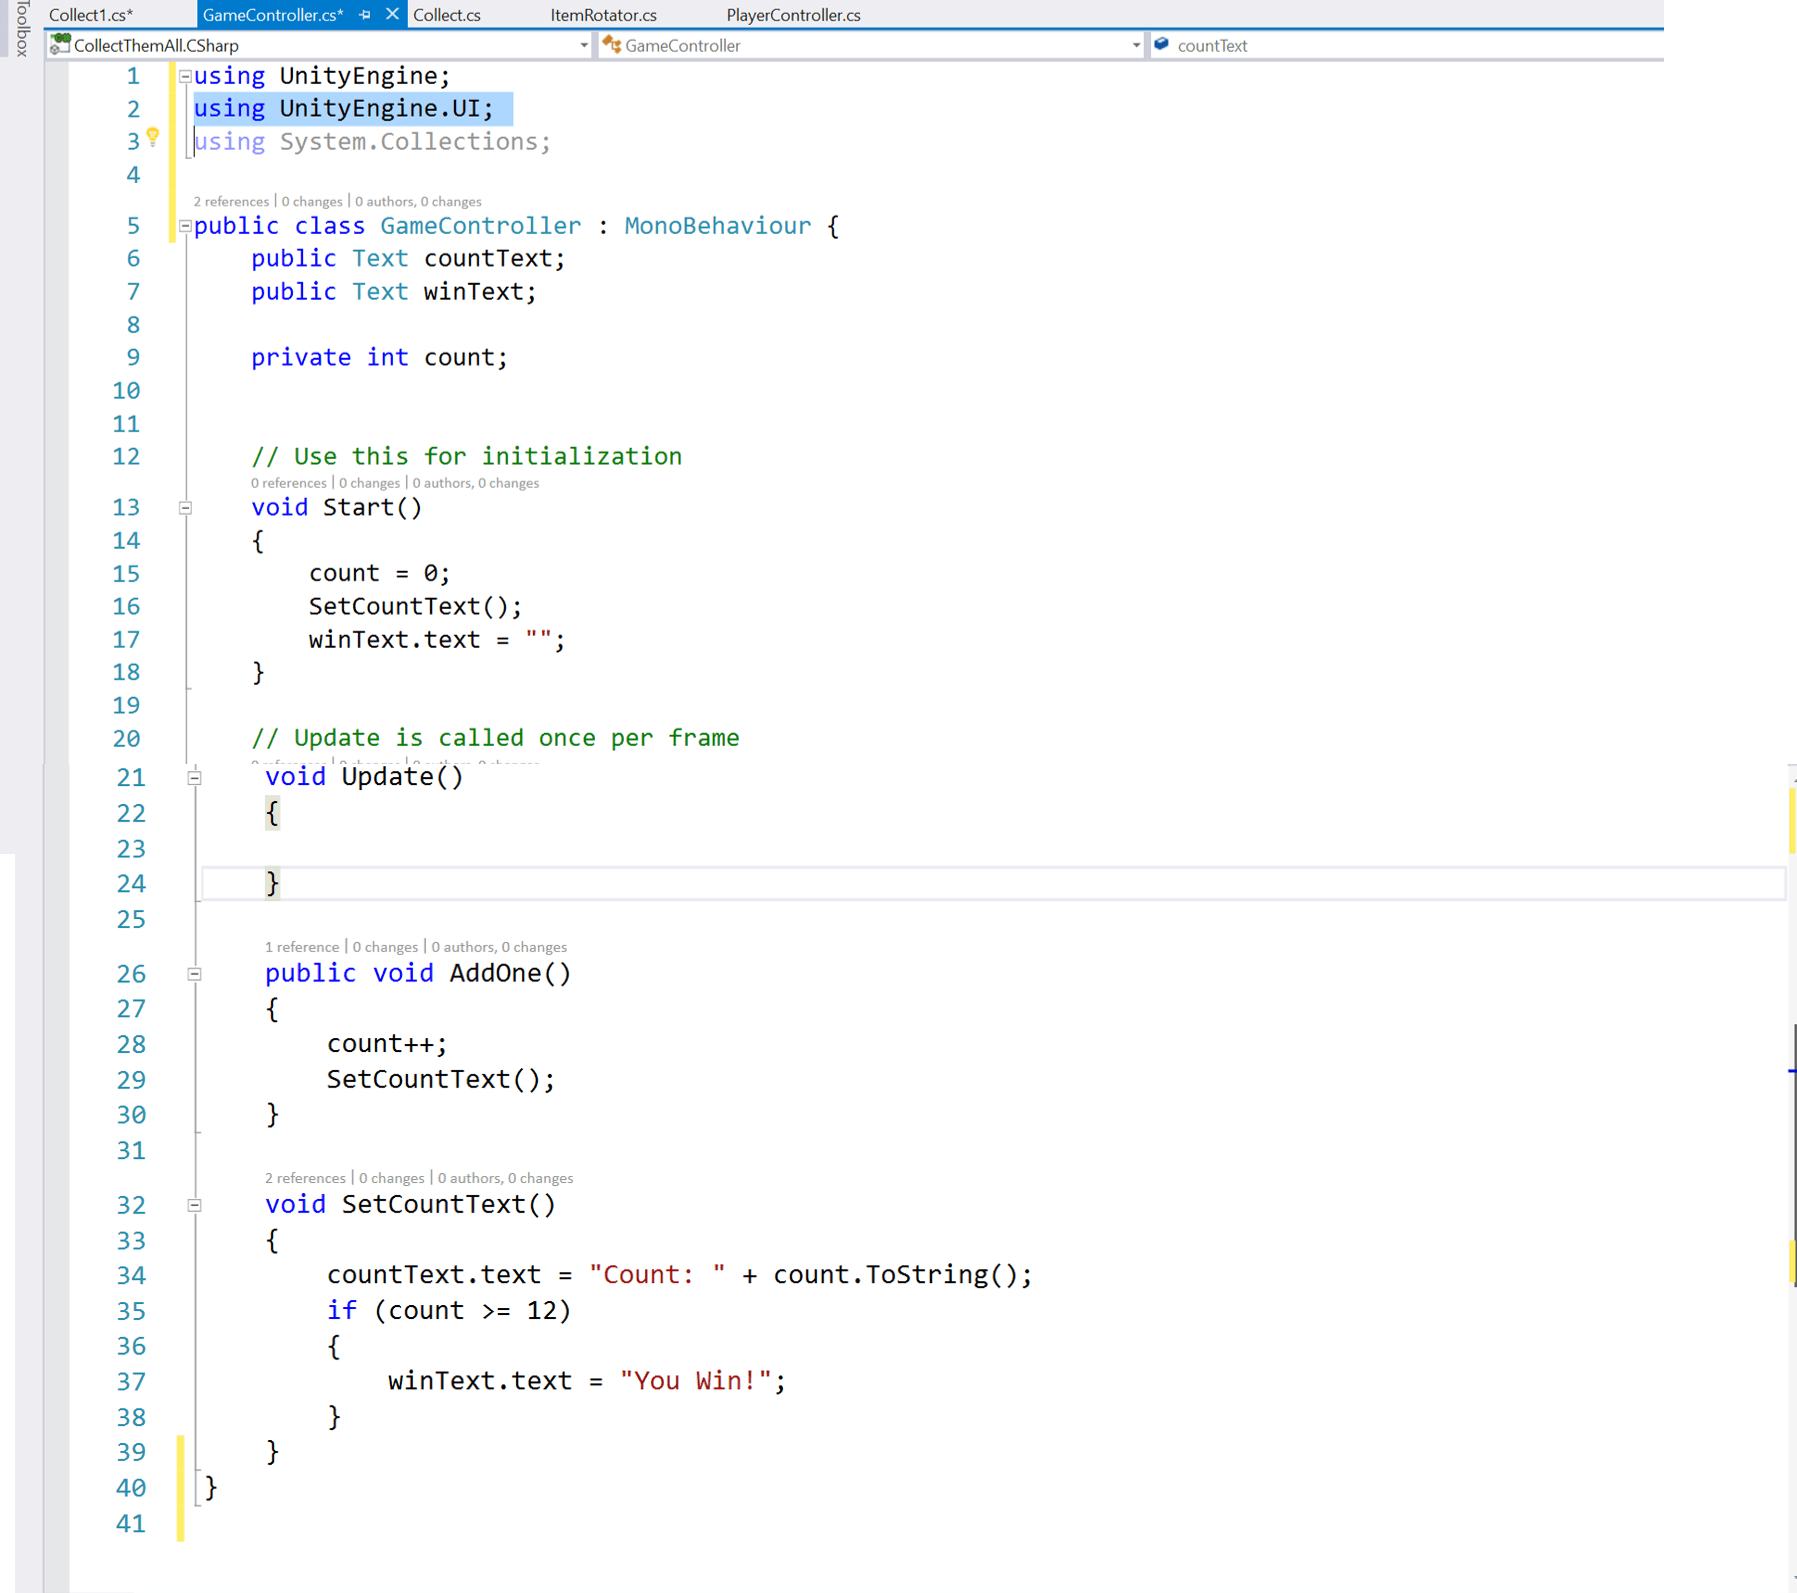 Toolbox
Collect1.cs* GameController.cs* Collect.cs ItemRotator.cs PlayerController.cs
CollectThemAll.CSharp GameController countText
1 using UnityEngine;
2 using UnityEngine.UI;
3 using System.Collections;
4
2 references | 0 changes | 0 authors, 0 changes
5 public class GameController : MonoBehaviour {
6 public Text countText;
7 public Text winText;
8
9 private int count;
10
11
12 // Use this for initialization
0 references | 0 changes | 0 authors, 0 changes
13 void Start()
14 {
15 count = 0;
16 SetCountText();
17 winText.text = "";
18 }
19
20 // Update is called once per frame
21 void Update()
22 {
23
24 }
25
1 reference | 0 changes | 0 authors, 0 changes
26 public void AddOne()
27 {
28 count++;
29 SetCountText();
30 }
31
2 references | 0 changes | 0 authors, 0 changes
32 void SetCountText()
33 {
34 countText.text = "Count: " + count.ToString();
35 if (count >= 12)
36 {
37 winText.text = "You Win!";
38 }
39 }
40 }
41